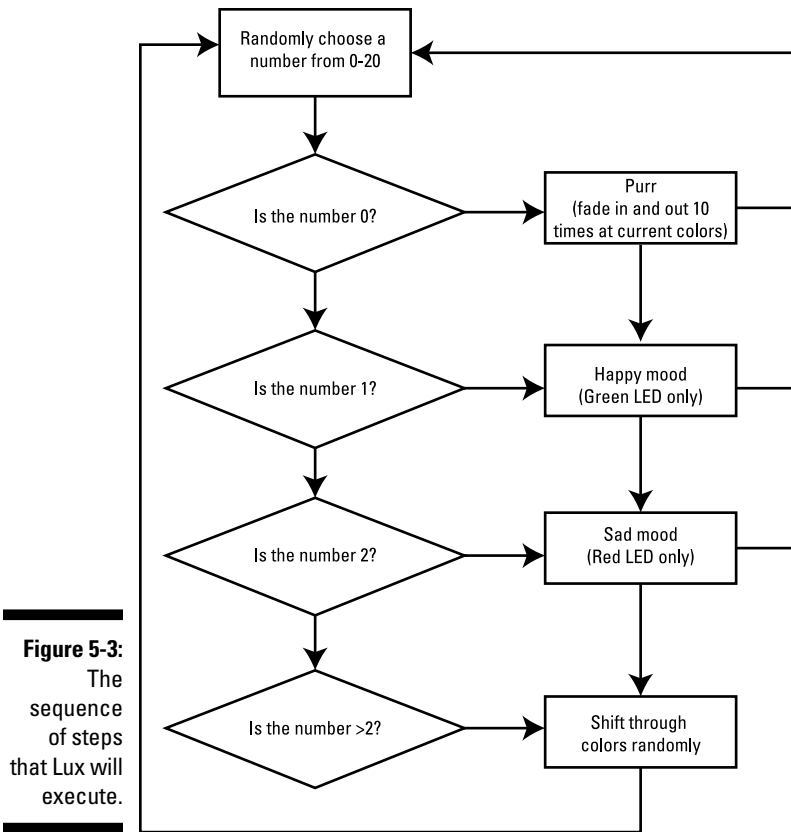 Randomly choose a
number from 0-20
Is the number 0?
Purr
(fade in and out 10
times at current colors)
Is the number 1?
Happy mood
(Green LED only)
Is the number 2?
Sad mood
(Red LED only)
Is the number >2?
Shift through
colors randomly
Figure 5-3:
The
sequence
of steps
that Lux will
execute.